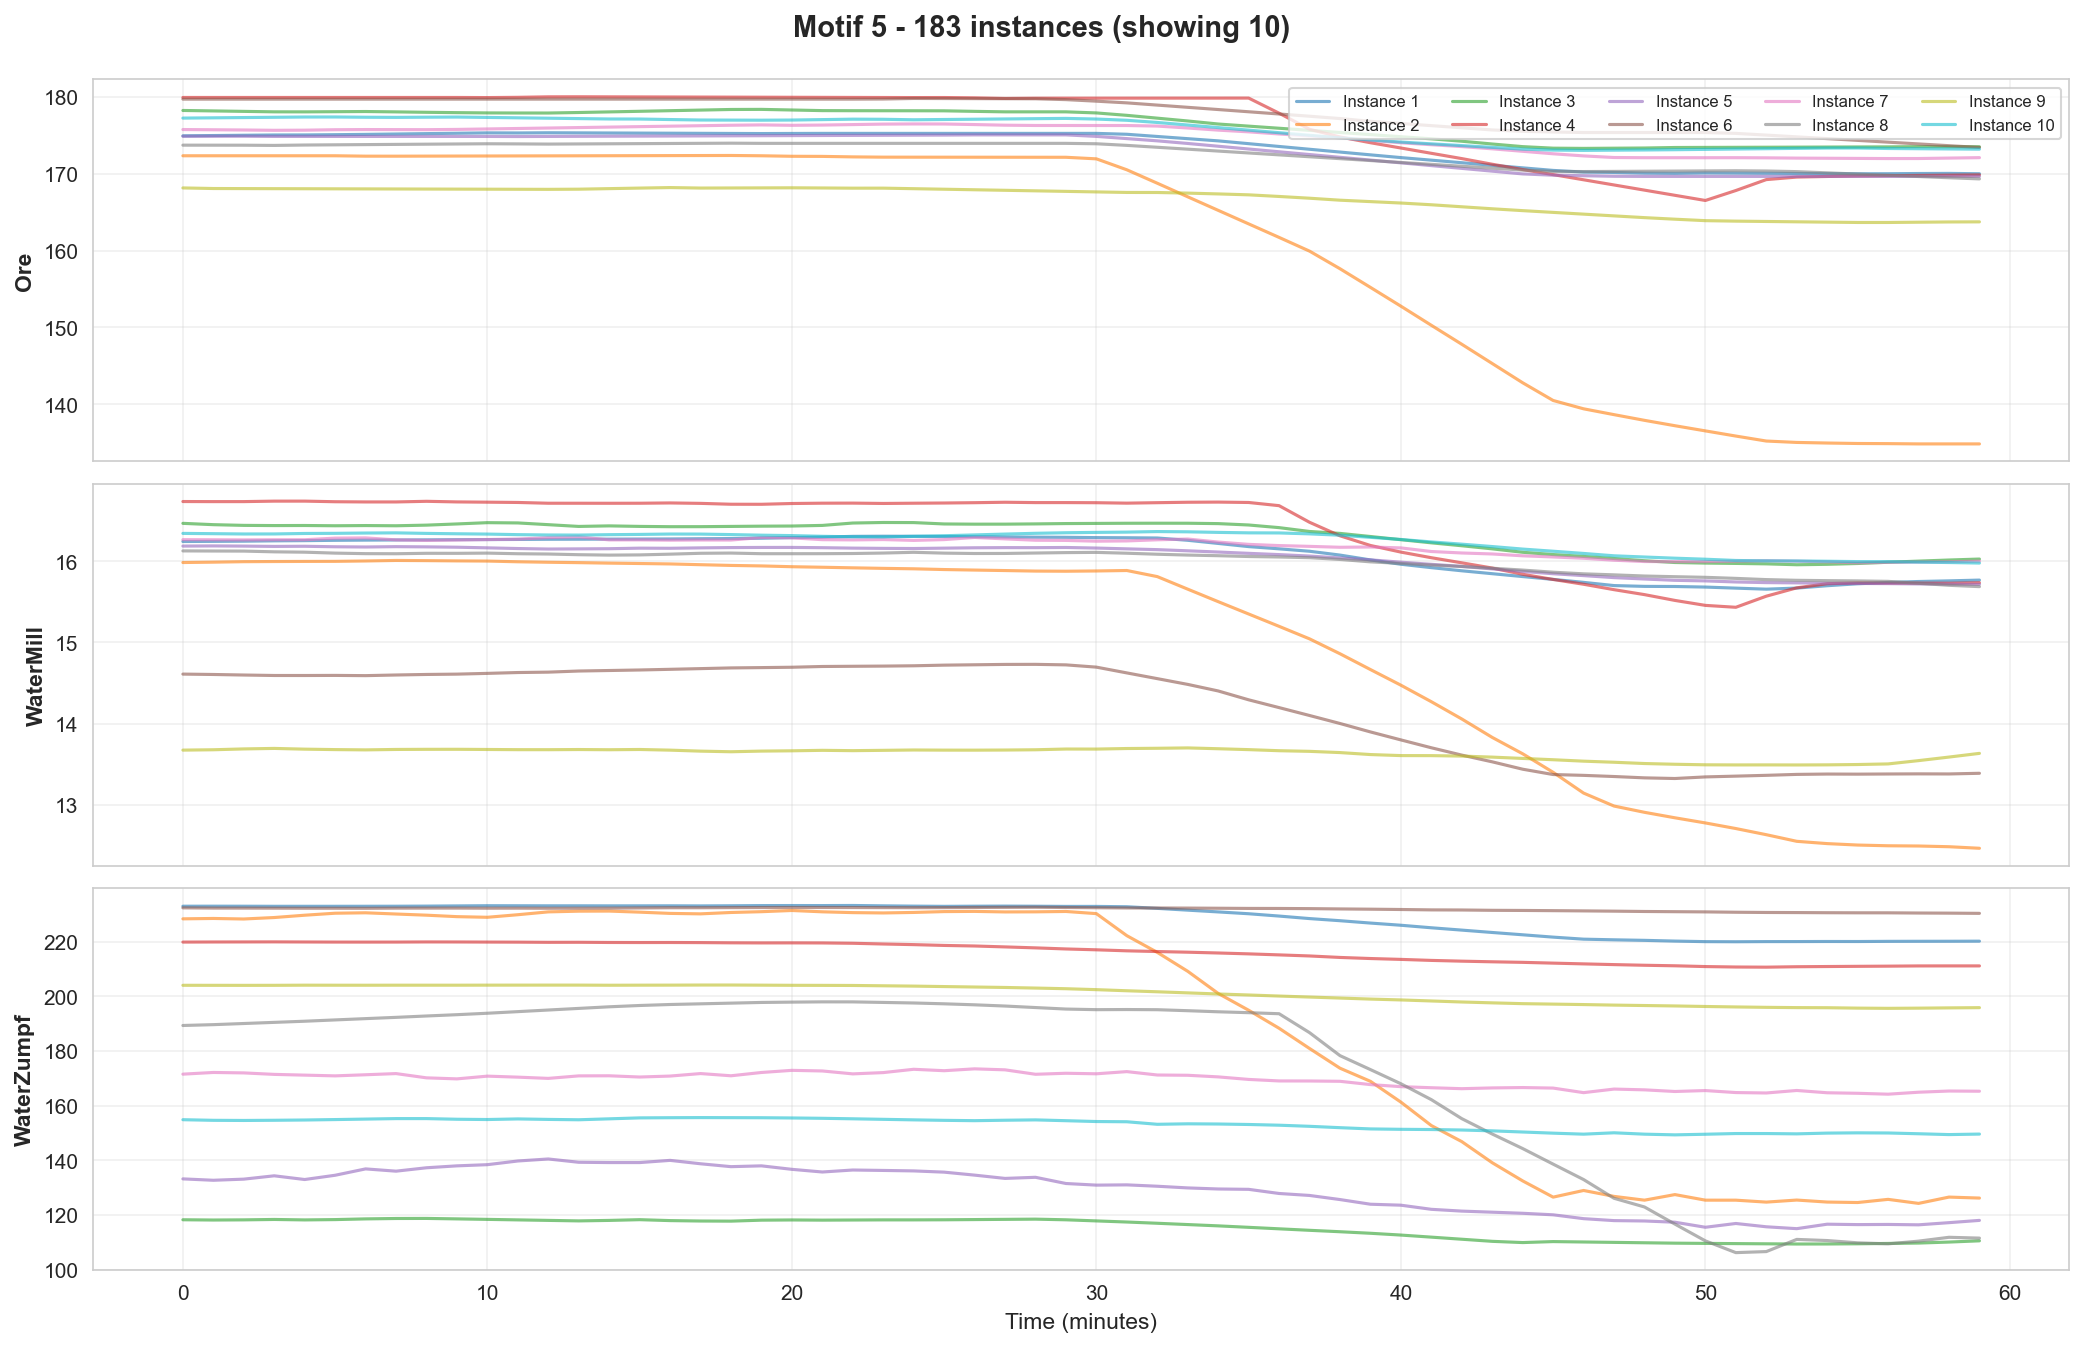 Motif 5 - 183 instances (showing 10)
Instance 1 Instance 3 Instance 5 Instance 7 Instance 9
Instance 2 Instance 4 Instance 6 Instance 8 Instance 10
180
170
160
150
140
Ore
16
15
14
13
WaterMill
220
200
180
160
140
120
100
WaterZumpf
0 10 20 30 40 50 60
Time (minutes)